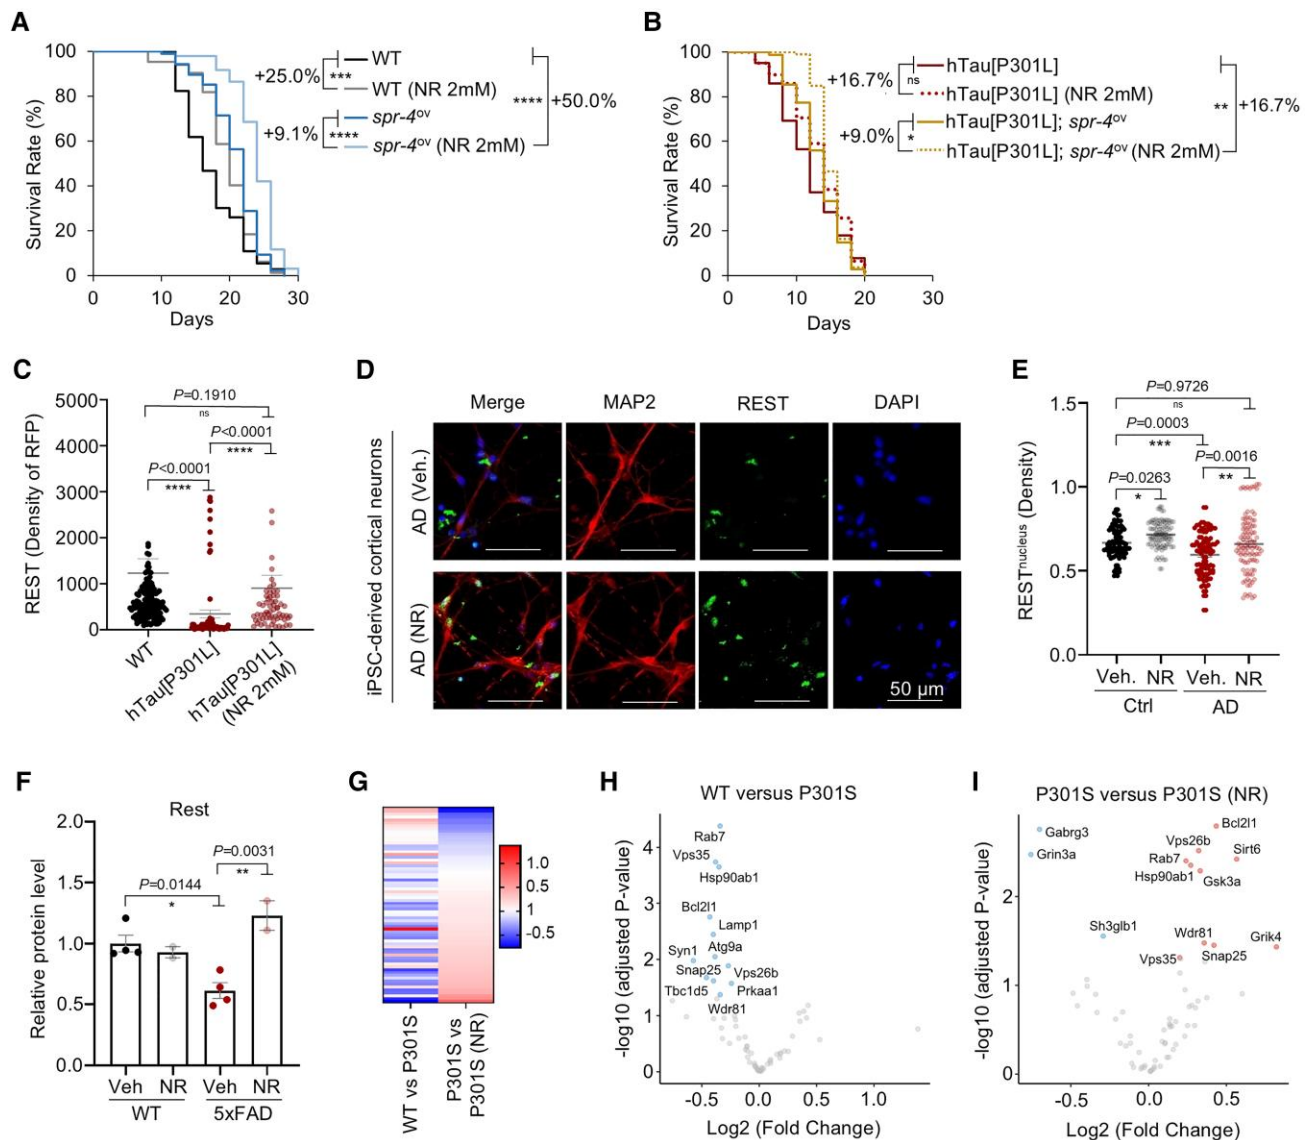 A
100
80
60
40
20
0
Survival Rate (%)
0 10 20 30
Days
+25.0%
***
+9.1%
****
WT
WT (NR 2mM)
spr-4ov
spr-4ov (NR 2mM)
****
+50.0%
B
100
80
60
40
20
0
Survival Rate (%)
0 10 20 30
Days
+16.7%
ns
+9.0%
*
hTau[P301L]
hTau[P301L] (NR 2mM)
hTau[P301L]; spr-4ov
hTau[P301L]; spr-4ov (NR 2mM)
**
+16.7%
C
REST (Density of RFP)
5000
4000
3000
2000
1000
0
P=0.1910
ns
P<0.0001
****
P<0.0001
****
WT
hTau[P301L]
hTau[P301L]
(NR 2mM)
D
Merge MAP2 REST DAPI
iPSC-derived cortical neurons
AD (Veh.)
AD (NR)
50 µm
E
RESTnucleus (Density)
1.5
1.0
0.5
0.0
P=0.9726
ns
P=0.0003
***
P=0.0016
**
P=0.0263
*
Veh. NR Veh. NR
Ctrl AD
F
Rest
Relative protein level
2.0
1.5
1.0
0.5
0.0
P=0.0031
**
P=0.0144
*
Veh NR Veh NR
WT 5xFAD
G
1.0
0.5
1
-0.5
WT vs P301S
P301S vs
P301S (NR)
H
WT versus P301S
-log10 (adjusted P-value)
4
3
2
1
0
Rab7
Vps35
Hsp90ab1
Bcl2l1
Lamp1
Atg9a
Syn1
Snap25
Vps26b
Tbc1d5
Prkaa1
Wdr81
-0.5 0.0 0.5 1.0
Log2 (Fold Change)
I
P301S versus P301S (NR)
-log10 (adjusted P-value)
2
1
0
Gabrg3
Grin3a
Bcl2l1
Vps26b
Sirt6
Rab7
Hsp90ab1
Gsk3a
Sh3glb1
Wdr81
Grik4
Snap25
Vps35
-0.5 0.0 0.5
Log2 (Fold Change)